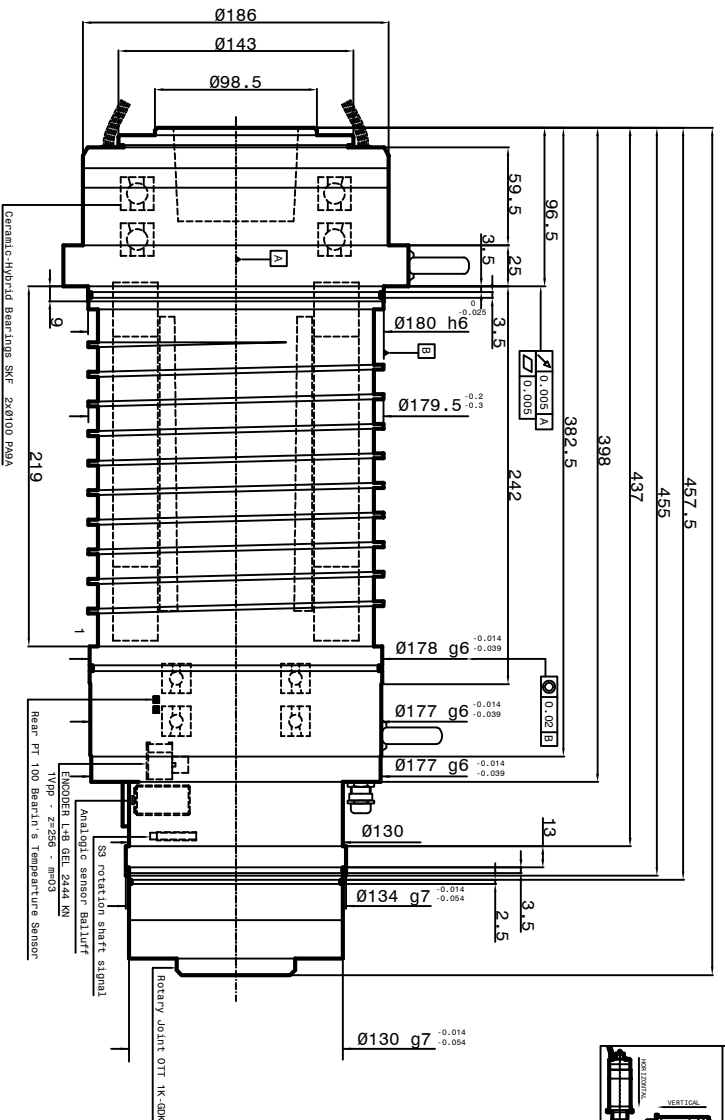 Ø186
Ø143
Ø98.5
59.5
96.5
25
3.5
3.5
0
-0.025
9
A
B
Ø180 h6
0.005 A
0.005
Ø179.5 -0.2
-0.3
457.5
455
437
398
382.5
242
219
1
Ø178 g6 -0.014
-0.039
0.02 B
Ø177 g6 -0.014
-0.039
Ø177 g6 -0.014
-0.039
Ø130
13
Ø134 g7 -0.014
-0.054
3.5
2.5
Ø130 g7 -0.014
-0.054
Ceramic-Hybrid Bearings SKF 2xØ100 PA9A
Rear PT 100 Bearin's Tempearture Sensor
ENCODER L+B GEL 2444 KN
1Vpp - z=256 - m=03
Analogic sensor Balluff
S3 rotation shaft signal
Rotary Joint OTT 1K-GDK
HORIZONTAL
VERTICAL